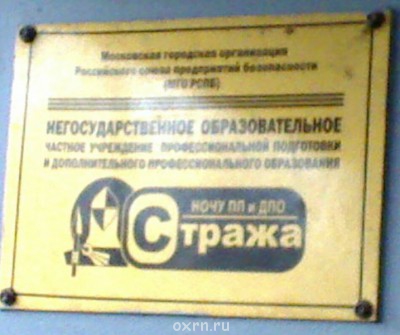 Московская городская организация
Российского союза предприятий безопасности
(МГО РСПБ)
НЕГОСУДАРСТВЕННОЕ ОБРАЗОВАТЕЛЬНОЕ
ЧАСТНОЕ УЧРЕЖДЕНИЕ ПРОФЕССИОНАЛЬНОЙ ПОДГОТОВКИ
И ДОПОЛНИТЕЛЬНОГО ПРОФЕССИОНАЛЬНОГО ОБРАЗОВАНИЯ
НОЧУ ПП и ДПО
Стража
oxrn.ru